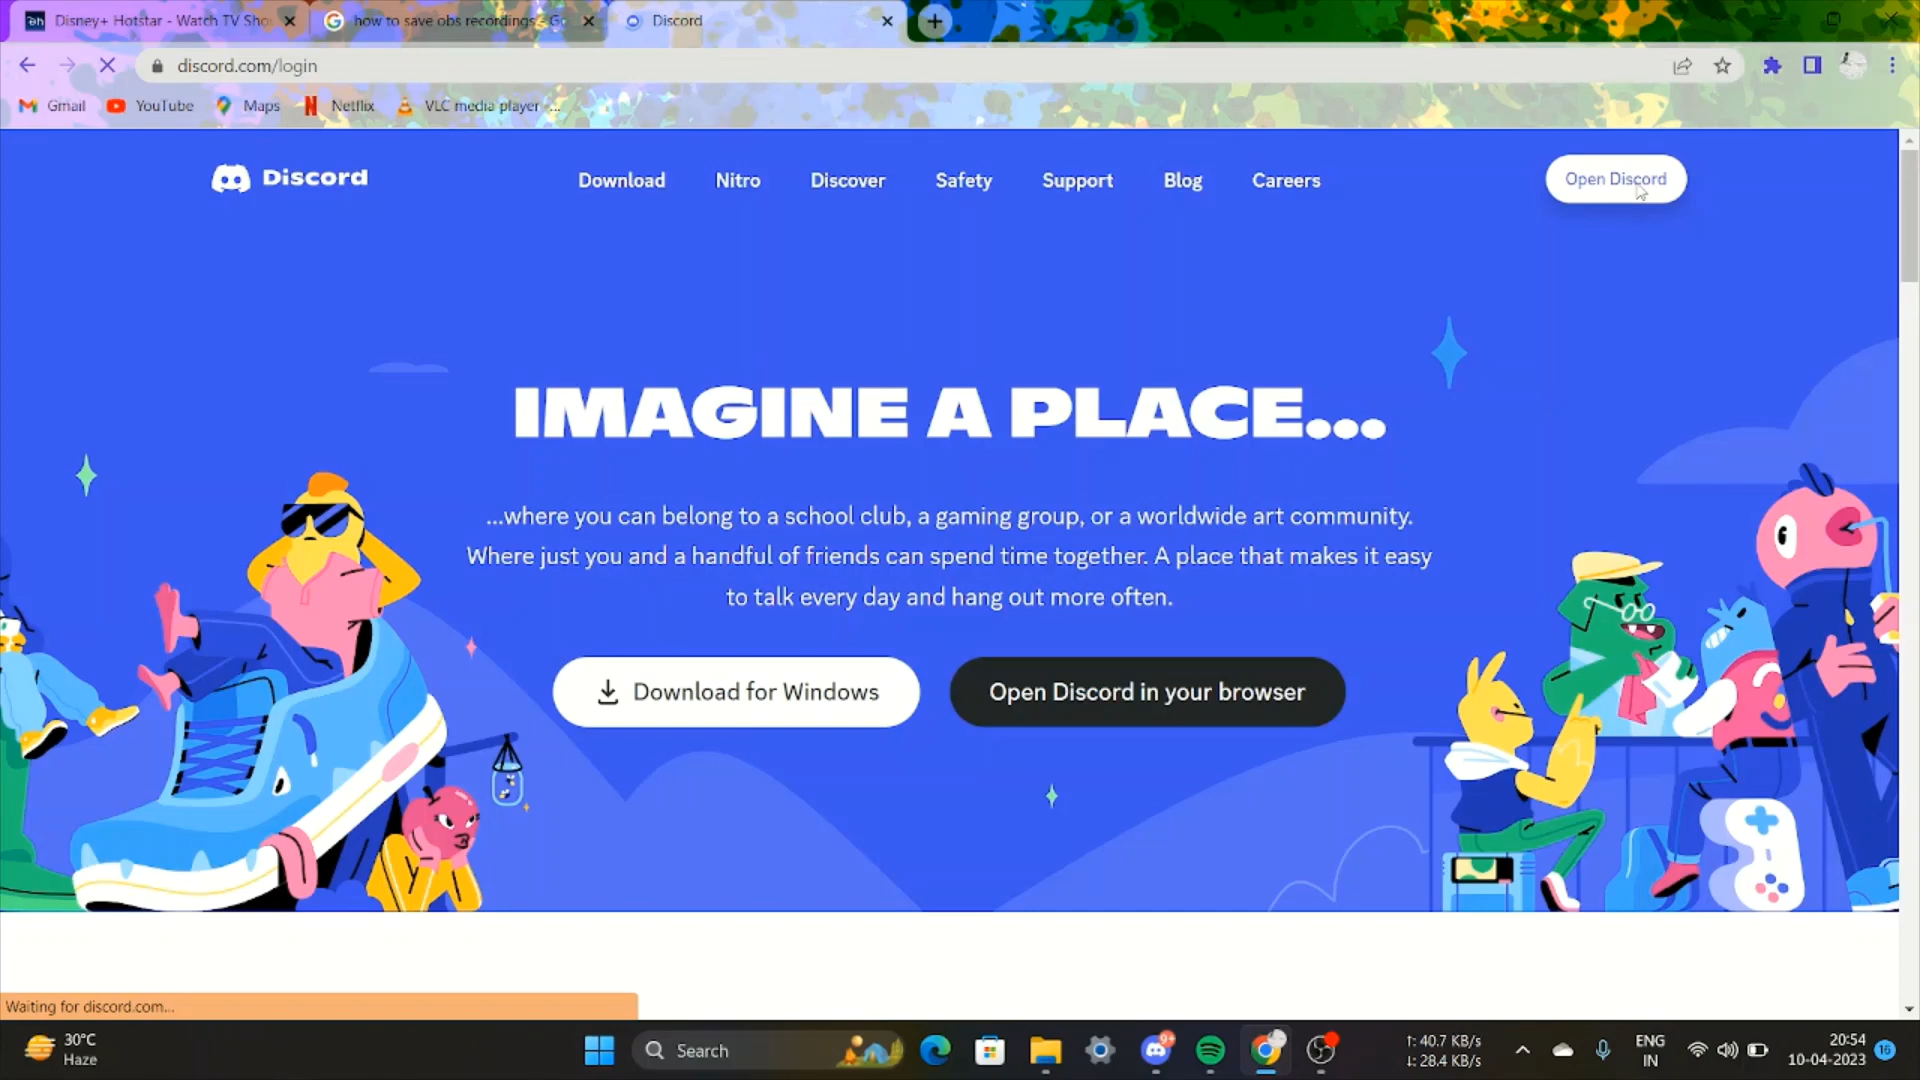 Disney+ Hotstar - Watch TV Sho
how to save obs recordings - Go
Discord
discord.com/login
Gmail
YouTube
Maps
Netflix
VLC media player -...
Discord
Download
Nitro
Discover
Safety
Support
Blog
Careers
Open Discord
IMAGINE A PLACE...
...where you can belong to a school club, a gaming group, or a worldwide art community.
Where just you and a handful of friends can spend time together. A place that makes it easy
to talk every day and hang out more often.
Download for Windows
Open Discord in your browser
Waiting for discord.com...
30°C
Haze
Search
9+
↑: 40.7 KB/s
↓: 28.4 KB/s
ENG
IN
20:54
10-04-2023
16